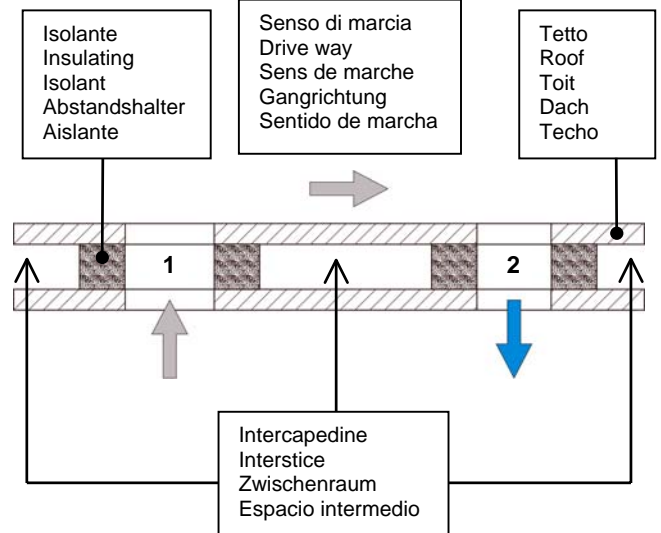 Isolante
Insulating
Isolant
Abstandshalter
Aislante
Senso di marcia
Drive way
Sens de marche
Gangrichtung
Sentido de marcha
Tetto
Roof
Toit
Dach
Techo
1
2
Intercapedine
Interstice
Zwischenraum
Espacio intermedio